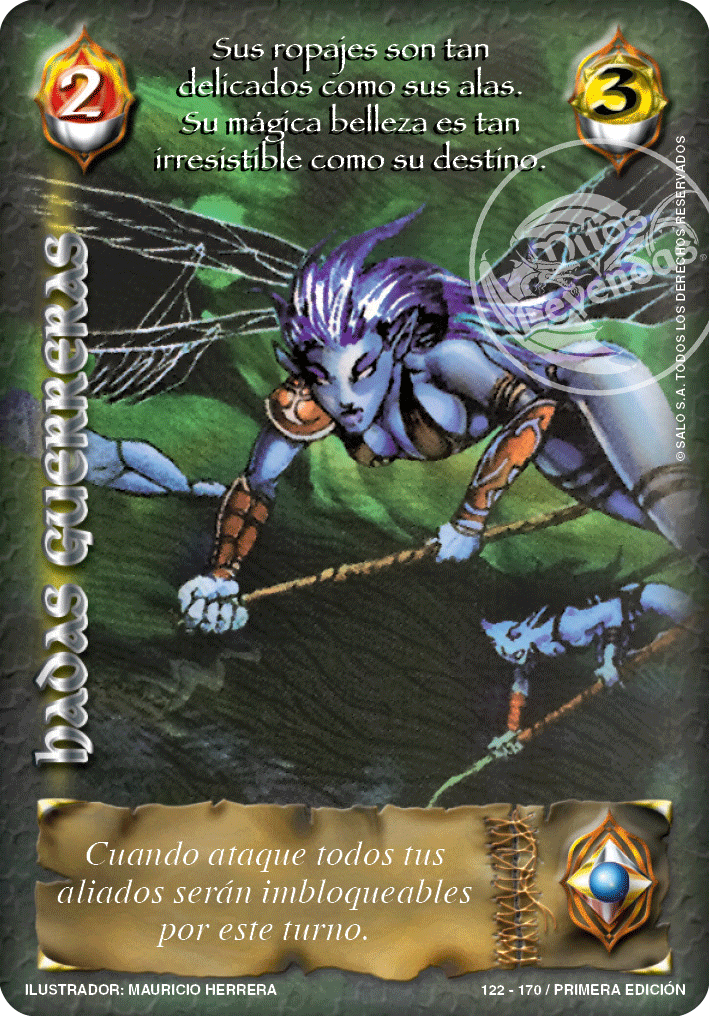 Sus ropajes son tan
delicados como sus alas.
Su mágica belleza es tan
irresistible como su destino.
2
3
Mitos
Leyendas
®
© SALO S.A. TODOS LOS DERECHOS RESERVADOS
HADAS GUERRERAS
Cuando ataque todos tus
aliados serán imbloqueables
por este turno.
ILUSTRADOR: MAURICIO HERRERA
122 - 170 / PRIMERA EDICIÓN